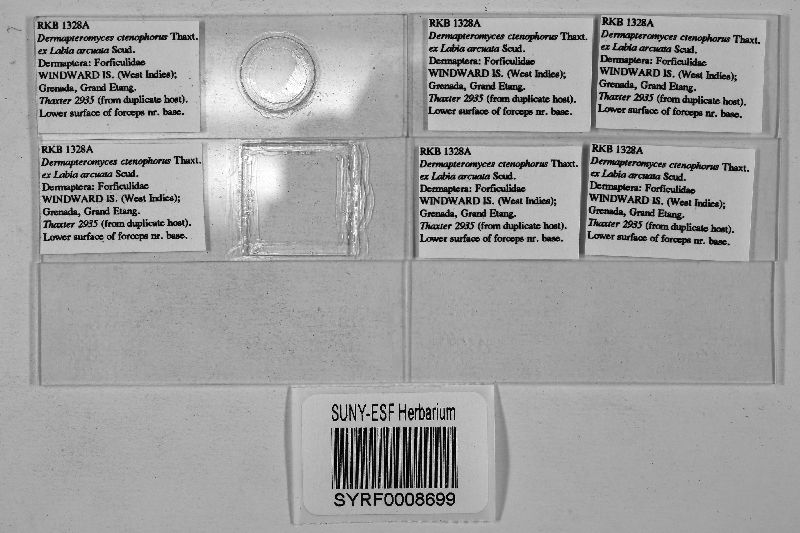 RKB 1328A
Dermapteromyces ctenophorus Thaxt.
ex Labia arcuata Scud.
Dermaptera: Forficulidae
WINDWARD IS. (West Indies);
Grenada, Grand Etang.
Thaxter 2935 (from duplicate host).
Lower surface of forceps nr. base.
RKB 1328A
Dermapteromyces ctenophorus Thaxt.
ex Labia arcuata Scud.
Dermaptera: Forficulidae
WINDWARD IS. (West Indies);
Grenada, Grand Etang.
Thaxter 2935 (from duplicate host).
Lower surface of forceps nr. base.
RKB 1328A
Dermapteromyces ctenophorus Thaxt.
ex Labia arcuata Scud.
Dermaptera: Forficulidae
WINDWARD IS. (West Indies);
Grenada, Grand Etang.
Thaxter 2935 (from duplicate host).
Lower surface of forceps nr. base.
RKB 1328A
Dermapteromyces ctenophorus Thaxt.
ex Labia arcuata Scud.
Dermaptera: Forficulidae
WINDWARD IS. (West Indies);
Grenada, Grand Etang.
Thaxter 2935 (from duplicate host).
Lower surface of forceps nr. base.
RKB 1328A
Dermapteromyces ctenophorus Thaxt.
ex Labia arcuata Scud.
Dermaptera: Forficulidae
WINDWARD IS. (West Indies);
Grenada, Grand Etang.
Thaxter 2935 (from duplicate host).
Lower surface of forceps nr. base.
RKB 1328A
Dermapteromyces ctenophorus Thaxt.
ex Labia arcuata Scud.
Dermaptera: Forficulidae
WINDWARD IS. (West Indies);
Grenada, Grand Etang.
Thaxter 2935 (from duplicate host).
Lower surface of forceps nr. base.
SUNY-ESF Herbarium
SYRF0008699